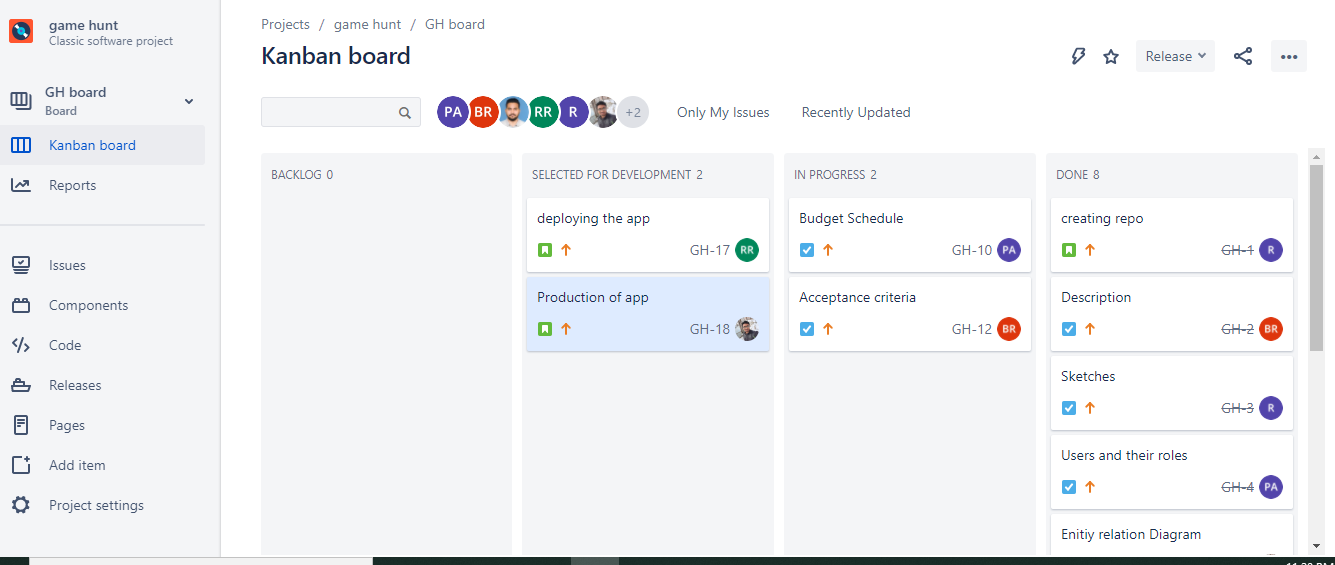 game hunt
Classic software project
GH board
Board
Kanban board
Reports
Issues
Components
Code
Releases
Pages
Add item
Project settings
Projects / game hunt / GH board
Kanban board
Release
PA BR RR R +2 Only My Issues Recently Updated
BACKLOG 0
SELECTED FOR DEVELOPMENT 2
deploying the app
GH-17 RR
Production of app
GH-18
IN PROGRESS 2
Budget Schedule
GH-10 PA
Acceptance criteria
GH-12 BR
DONE 8
creating repo
GH-1 R
Description
GH-2 BR
Sketches
GH-3 R
Users and their roles
GH-4 PA
Enitiy relation Diagram